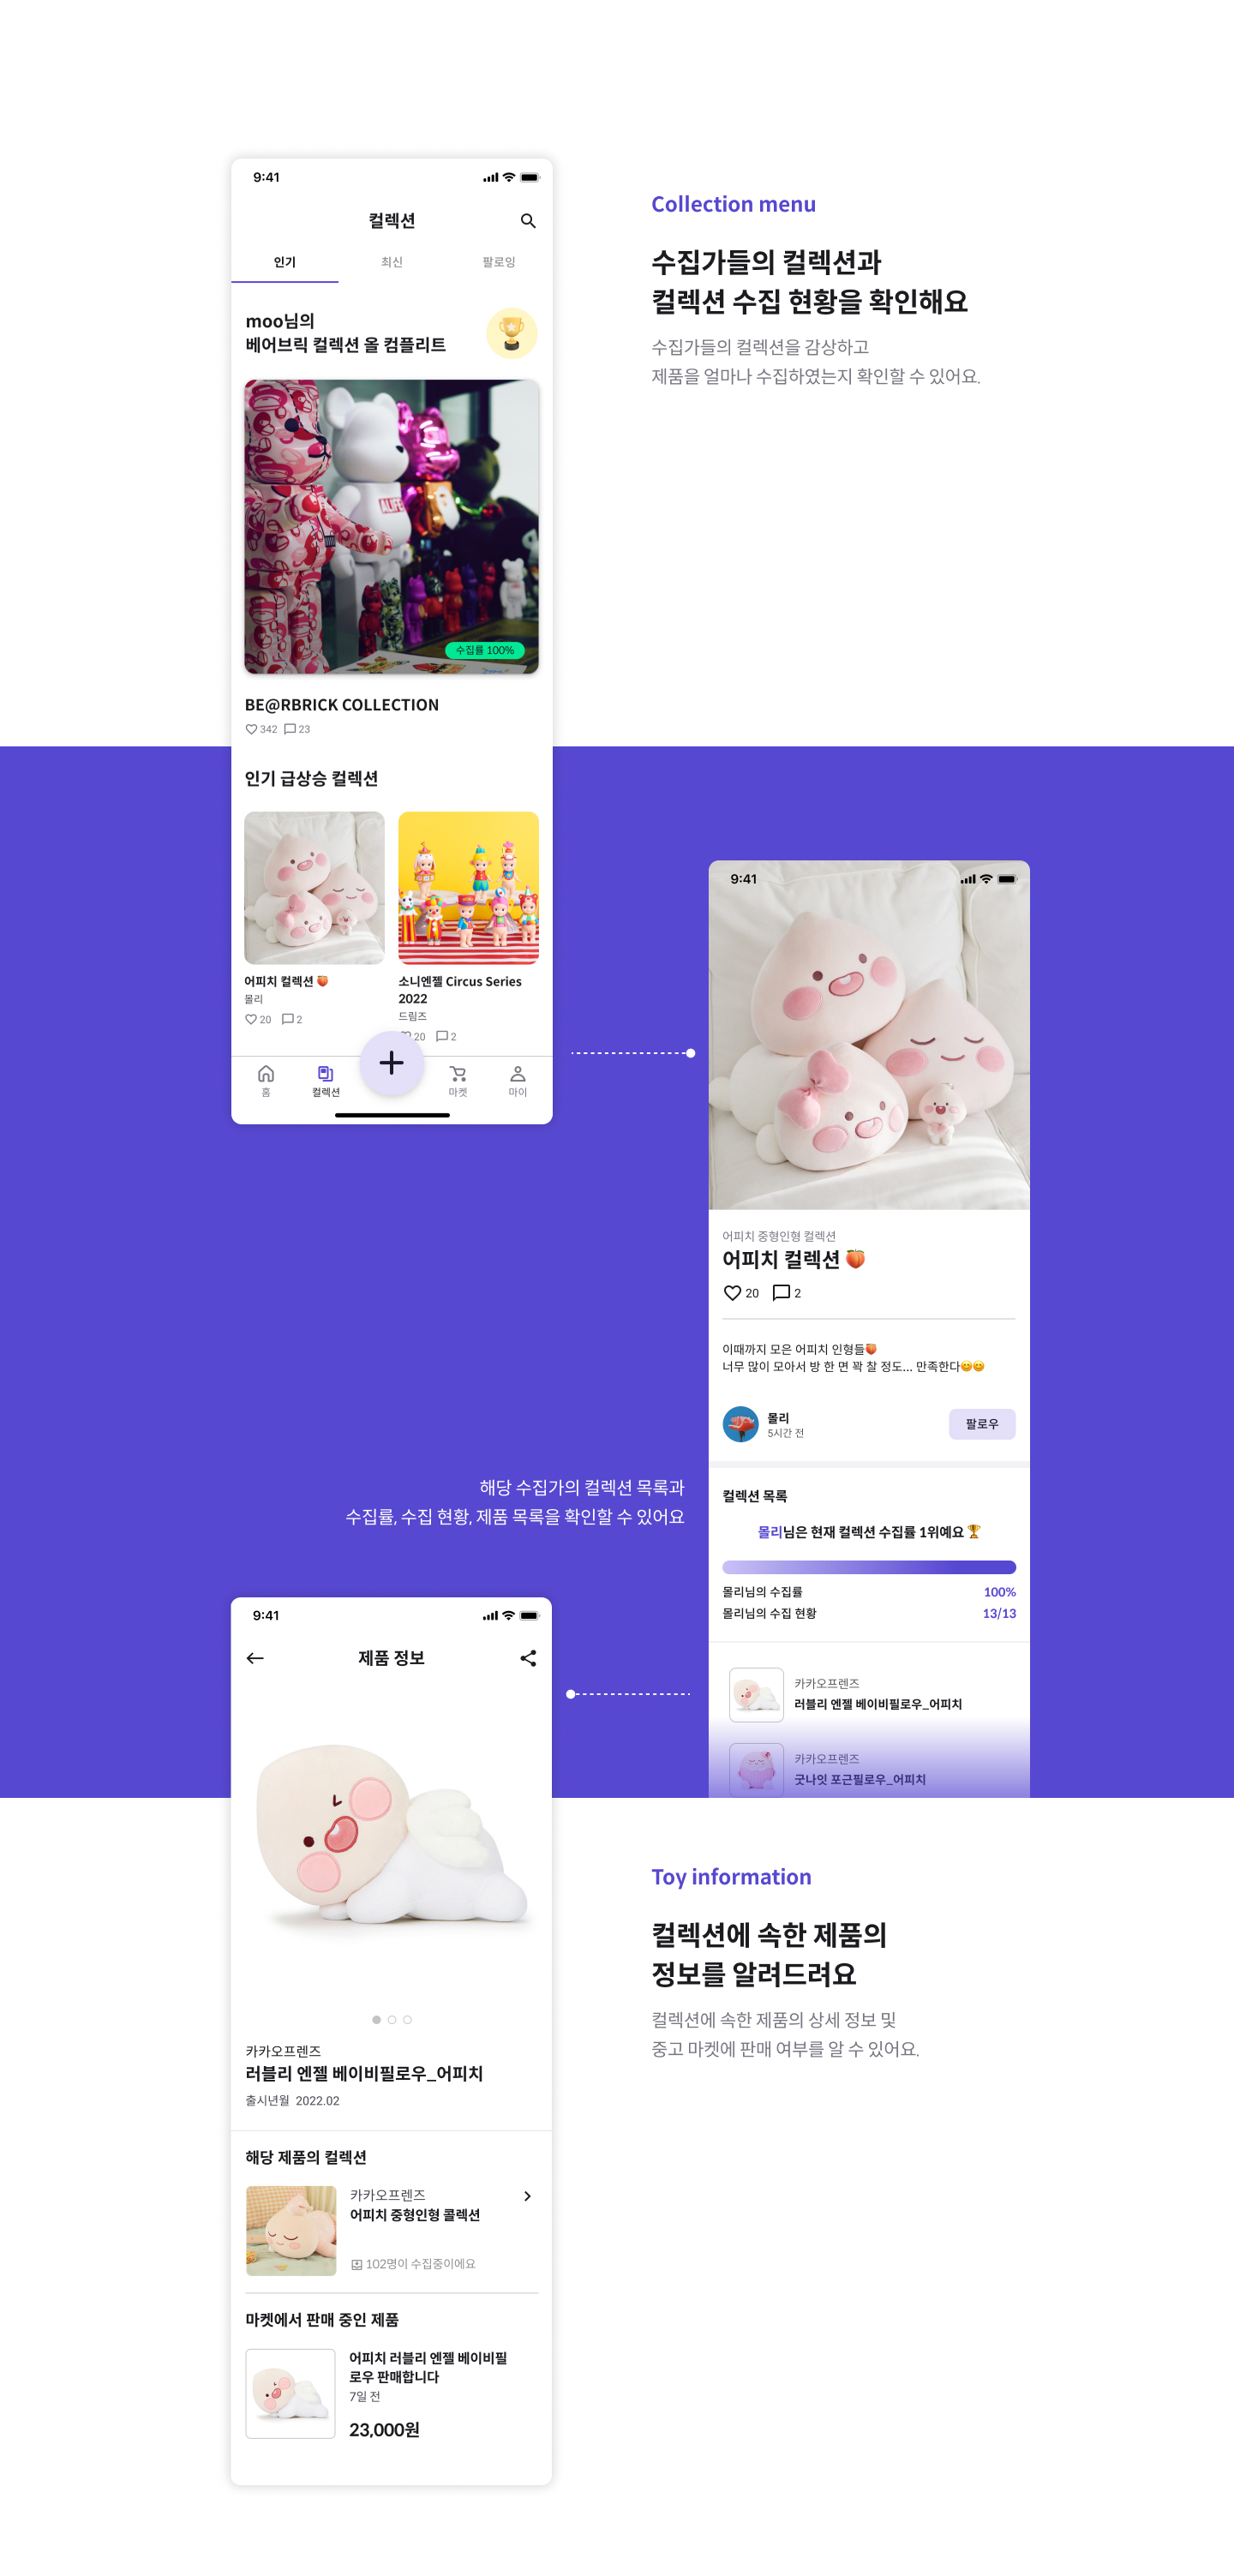 9:41
컬렉션
인기
최신
팔로잉
moo님의
베어브릭 컬렉션 올 컴플리트
ALIFE
수집률 100%
BE@RBRICK COLLECTION
342 23
인기 급상승 컬렉션
어피치 컬렉션 🍑
몰리
20 2
소니엔젤 Circus Series
2022
드림즈
20 2
홈
컬렉션
마켓
마이
Collection menu
수집가들의 컬렉션과
컬렉션 수집 현황을 확인해요
수집가들의 컬렉션을 감상하고
제품을 얼마나 수집하였는지 확인할 수 있어요.
9:41
어피치 중형인형 컬렉션
어피치 컬렉션 🍑
20 2
이때까지 모은 어피치 인형들🍑
너무 많이 모아서 방 한 면 꽉 찰 정도... 만족한다😊😊
몰리
5시간 전
팔로우
컬렉션 목록
몰리님은 현재 컬렉션 수집률 1위예요 🏆
몰리님의 수집률 100%
몰리님의 수집 현황 13/13
카카오프렌즈
러블리 엔젤 베이비필로우_어피치
카카오프렌즈
굿나잇 포근필로우_어피치
해당 수집가의 컬렉션 목록과
수집률, 수집 현황, 제품 목록을 확인할 수 있어요
9:41
제품 정보
카카오프렌즈
러블리 엔젤 베이비필로우_어피치
출시년월 2022.02
해당 제품의 컬렉션
카카오프렌즈
어피치 중형인형 콜렉션
102명이 수집중이에요
마켓에서 판매 중인 제품
어피치 러블리 엔젤 베이비필
로우 판매합니다
7일 전
23,000원
Toy information
컬렉션에 속한 제품의
정보를 알려드려요
컬렉션에 속한 제품의 상세 정보 및
중고 마켓에 판매 여부를 알 수 있어요.